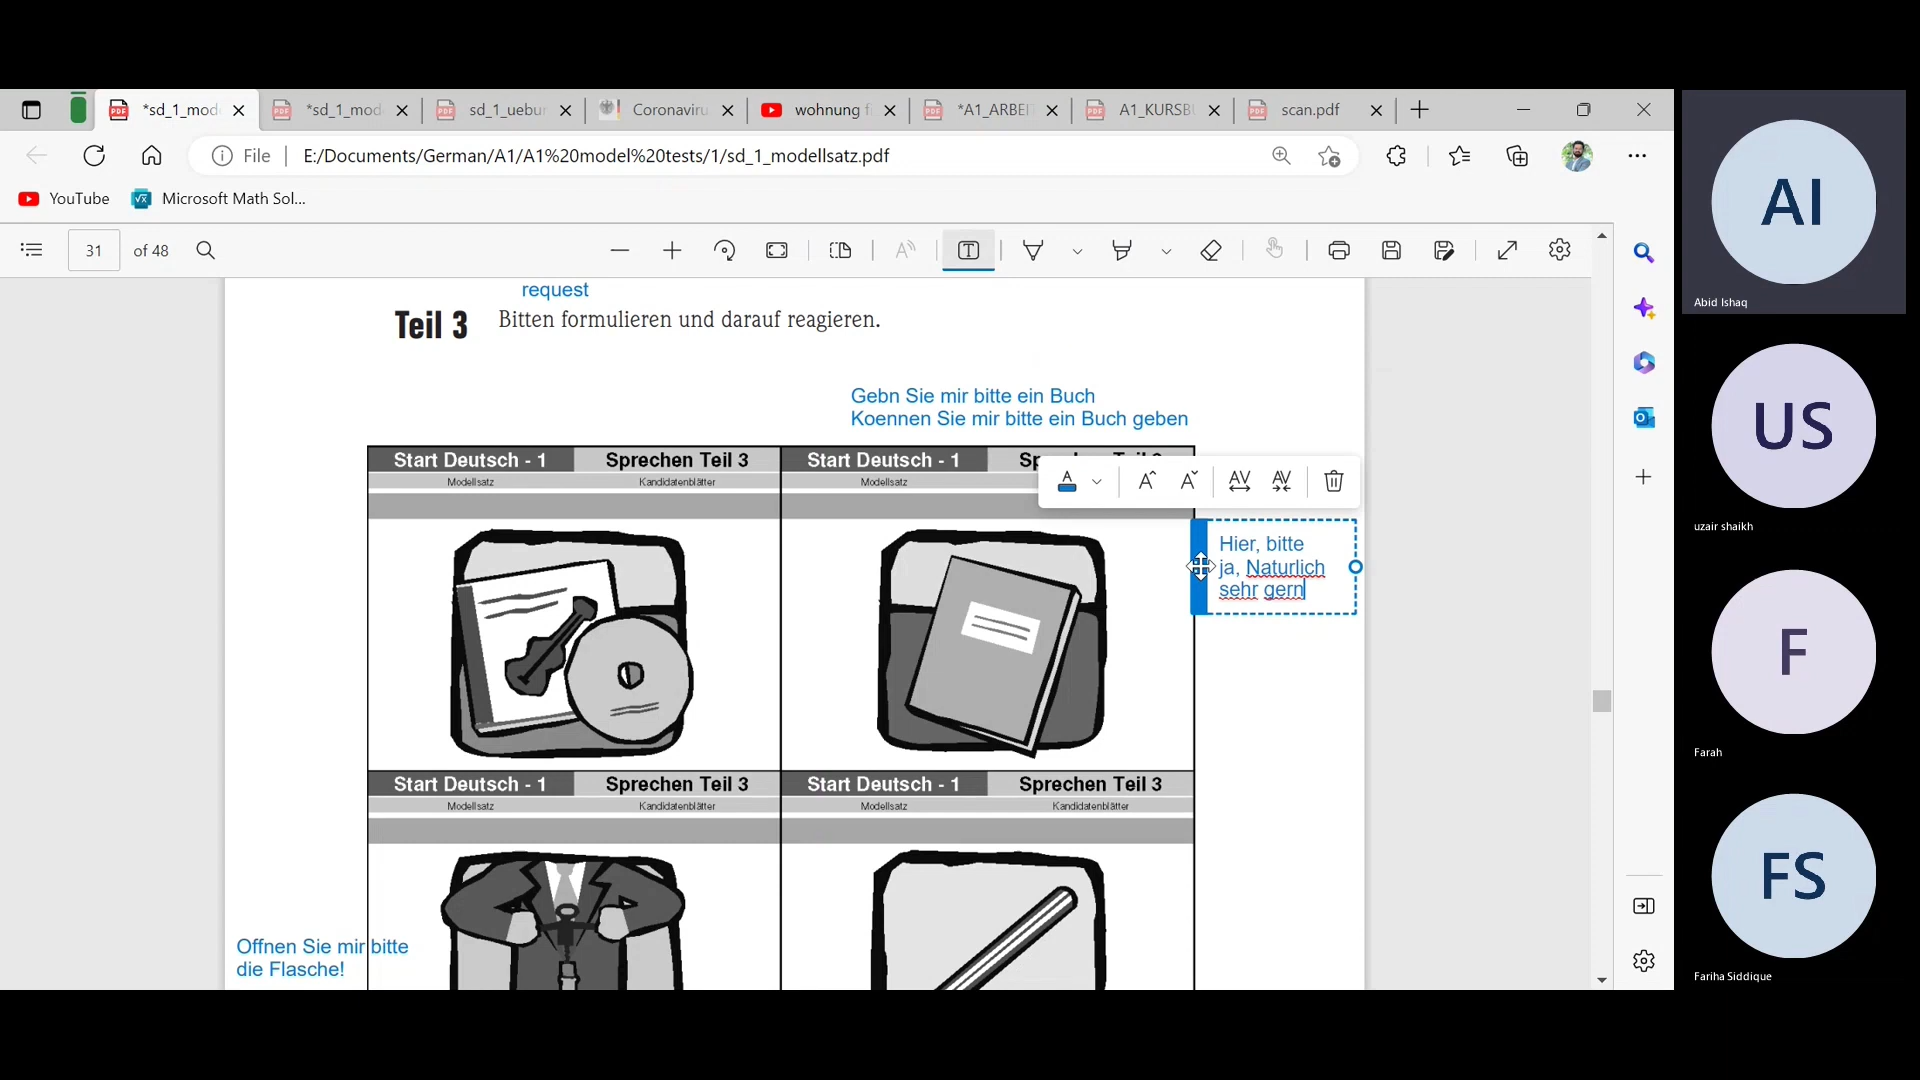 *sd_1_mod
*sd_1_mod
sd_1_uebur
Coronaviru
wohnung f
*A1_ARBEI
A1_KURSB
scan.pdf
File
E:/Documents/German/A1/A1%20model%20tests/1/sd_1_modellsatz.pdf
YouTube
Microsoft Math Sol...
31 of 48
request
Teil 3 Bitten formulieren und darauf reagieren.
Gebn Sie mir bitte ein Buch
Koennen Sie mir bitte ein Buch geben
Start Deutsch - 1 Sprechen Teil 3 Start Deutsch - 1
Modellsatz Kandidatenblätter Modellsatz
Hier, bitte
ja, Naturlich
sehr gern
Start Deutsch - 1 Sprechen Teil 3 Start Deutsch - 1 Sprechen Teil 3
Modellsatz Kandidatenblätter Modellsatz Kandidatenblätter
Offnen Sie mir bitte
die Flasche!
AI
Abid Ishaq
US
uzair shaikh
F
Farah
FS
Fariha Siddique